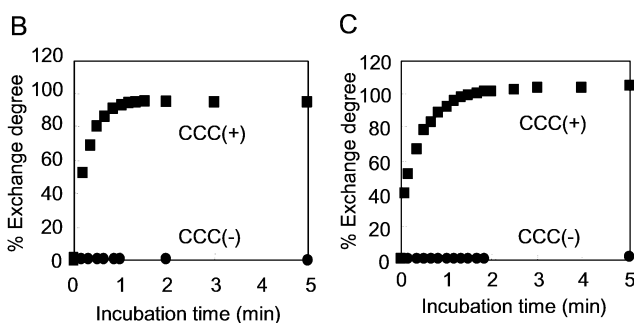 B
% Exchange degree
120
100
80
60
40
20
0
CCC(+)
CCC(-)
0 1 2 3 4 5
Incubation time (min)
C
% Exchange degree
120
100
80
60
40
20
0
CCC(+)
CCC(-)
0 1 2 3 4 5
Incubation time (min)